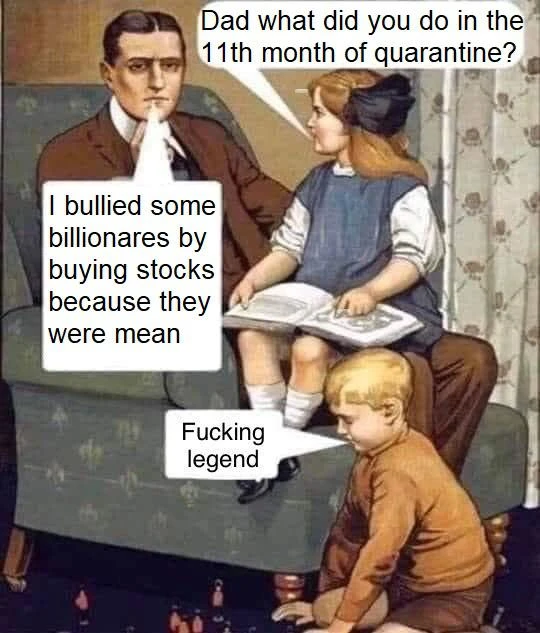 Dad what did you do in the
11th month of quarantine?
I bullied some
billionares by
buying stocks
because they
were mean
Fucking
legend